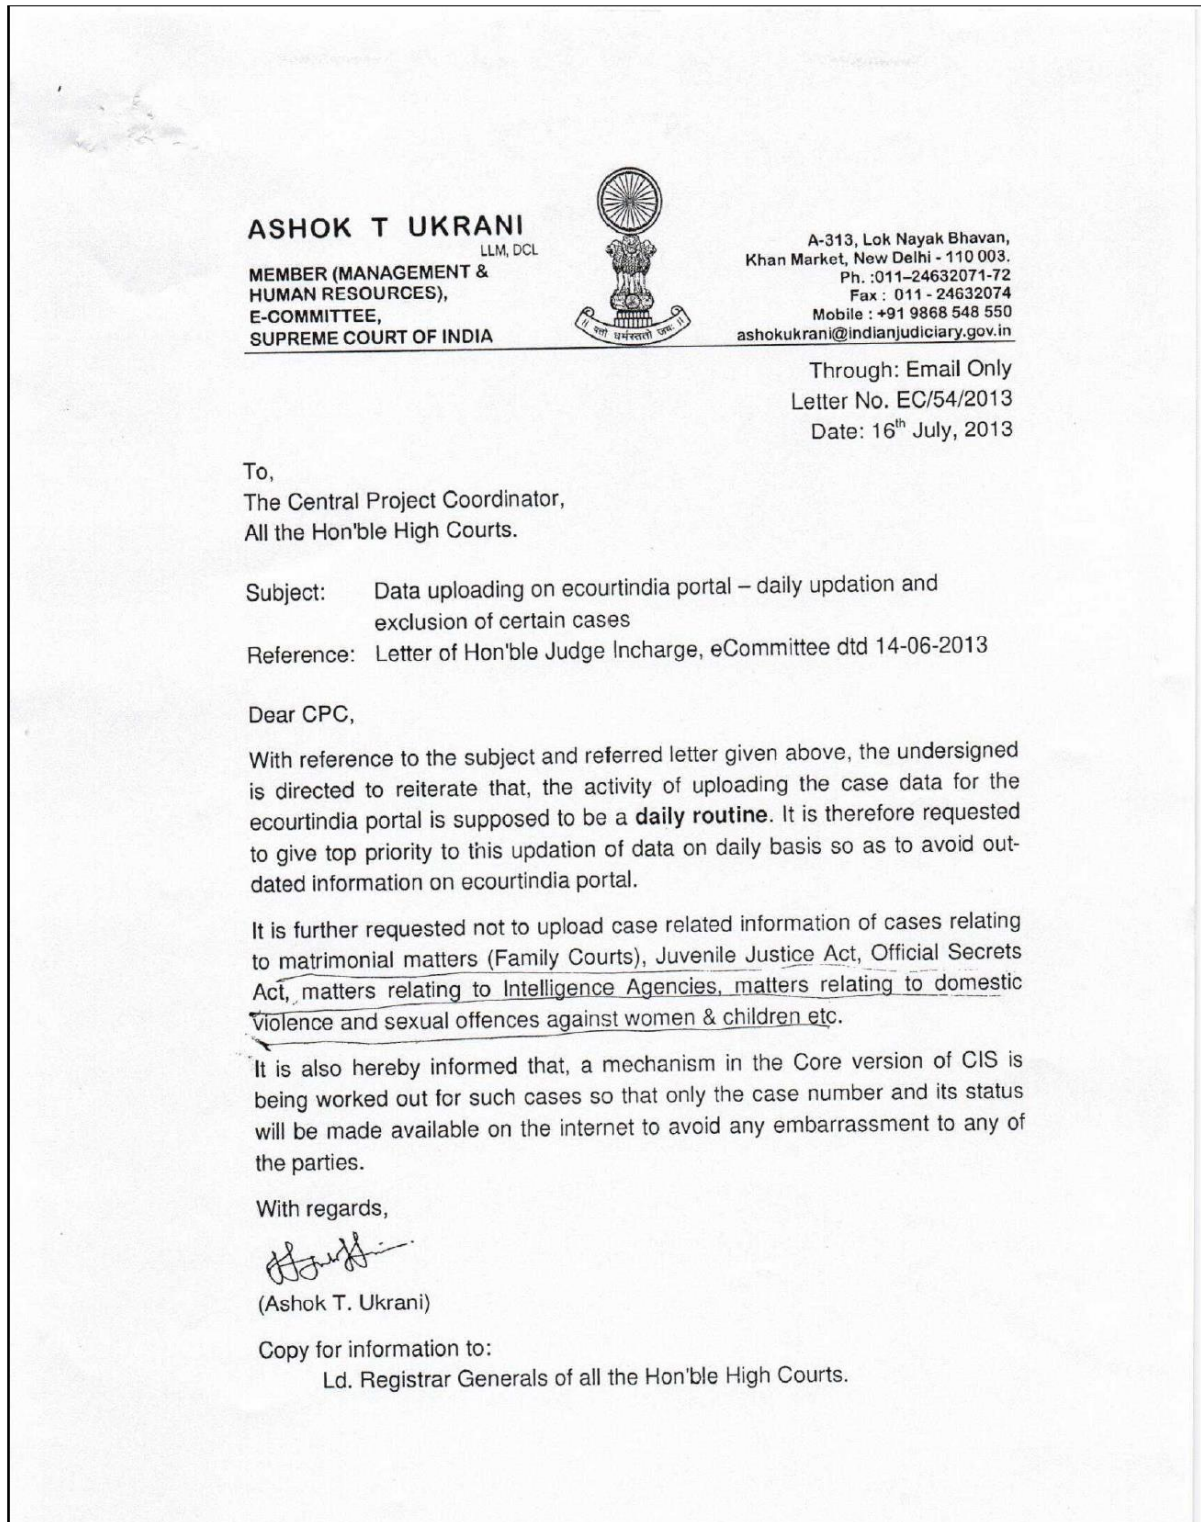 ASHOK T UKRANI
LLM, DCL
MEMBER (MANAGEMENT &
HUMAN RESOURCES),
E-COMMITTEE,
SUPREME COURT OF INDIA
॥ यतो धर्मस्ततो जयः ॥
A-313, Lok Nayak Bhavan,
Khan Market, New Delhi - 110 003.
Ph. :011–24632071-72
Fax : 011 - 24632074
Mobile : +91 9868 548 550
ashokukrani@indianjudiciary.gov.in
Through: Email Only
Letter No. EC/54/2013
Date: 16th July, 2013
To,
The Central Project Coordinator,
All the Hon'ble High Courts.
Subject: Data uploading on ecourtindia portal – daily updation and
exclusion of certain cases
Reference: Letter of Hon'ble Judge Incharge, eCommittee dtd 14-06-2013
Dear CPC,
With reference to the subject and referred letter given above, the undersigned
is directed to reiterate that, the activity of uploading the case data for the
ecourtindia portal is supposed to be a daily routine. It is therefore requested
to give top priority to this updation of data on daily basis so as to avoid out-
dated information on ecourtindia portal.
It is further requested not to upload case related information of cases relating
to matrimonial matters (Family Courts), Juvenile Justice Act, Official Secrets
Act, matters relating to Intelligence Agencies, matters relating to domestic
violence and sexual offences against women & children etc.
It is also hereby informed that, a mechanism in the Core version of CIS is
being worked out for such cases so that only the case number and its status
will be made available on the internet to avoid any embarrassment to any of
the parties.
With regards,
(Ashok T. Ukrani)
Copy for information to:
Ld. Registrar Generals of all the Hon'ble High Courts.